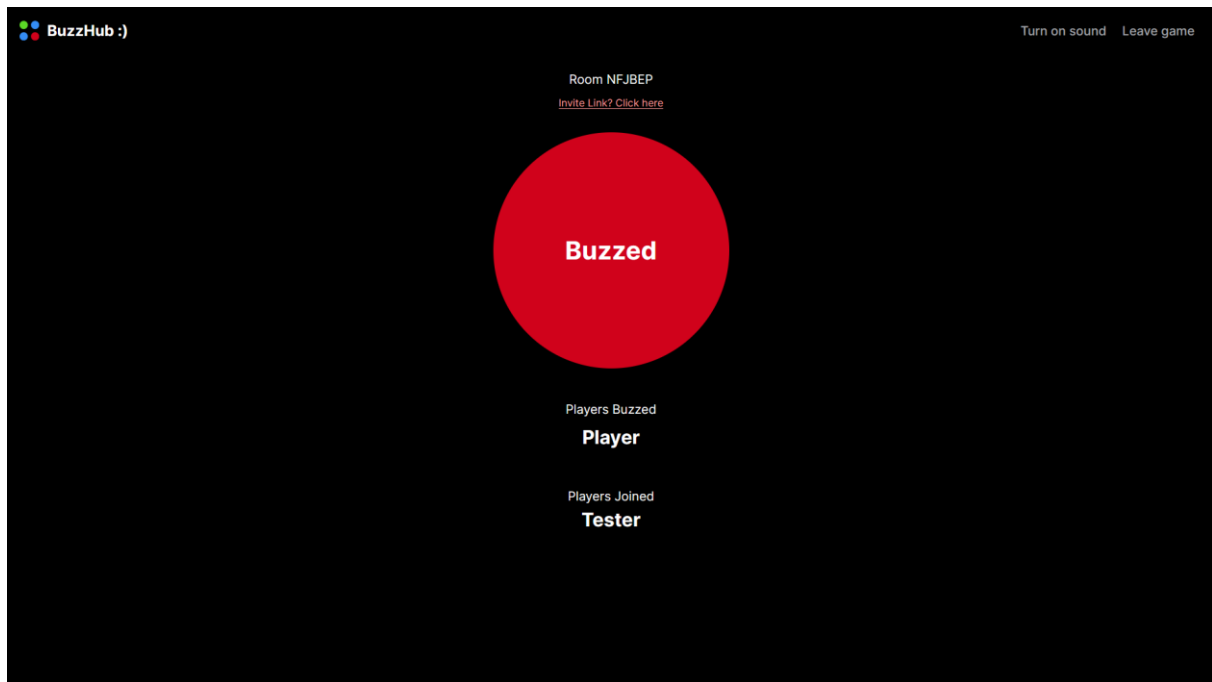 BuzzHub :)
Turn on sound
Leave game
Room NFJBEP
Invite Link? Click here
Buzzed
Players Buzzed
Player
Players Joined
Tester